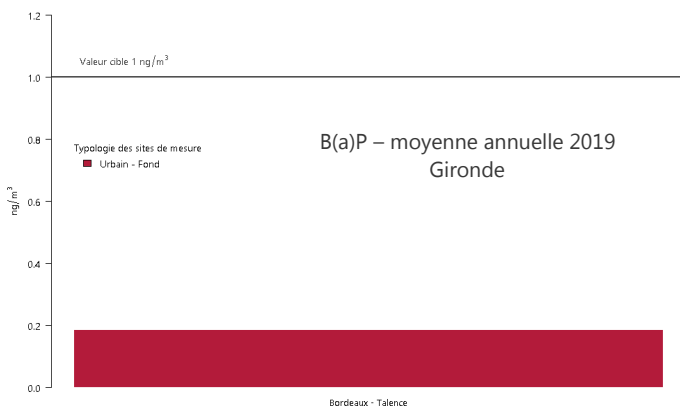 1.2
Valeur cible 1 ng/m³
1.0
B(a)P – moyenne annuelle 2019
Gironde
0.8
Typologie des sites de mesure
Urbain - Fond
ng/m³
0.6
0.4
0.2
0.0
Bordeaux - Talence